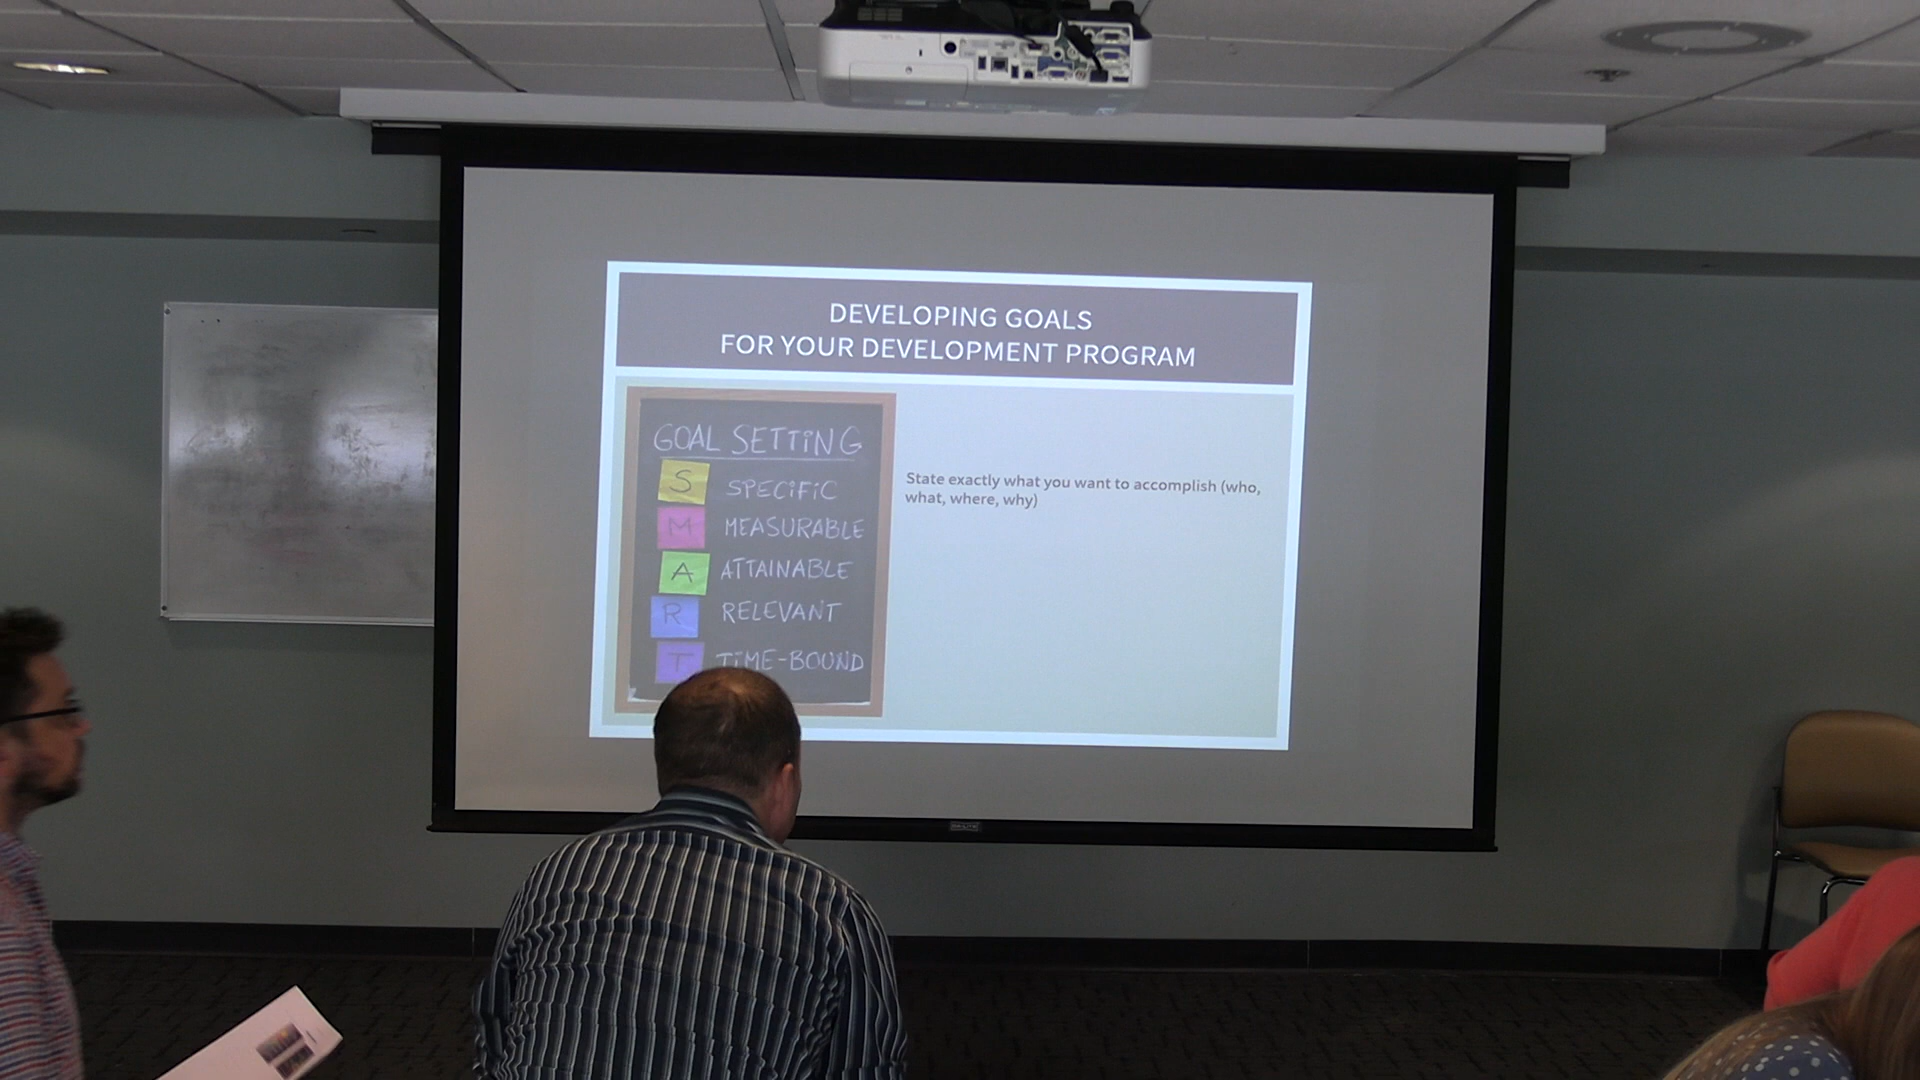 DEVELOPING GOALS
FOR YOUR DEVELOPMENT PROGRAM
GOAL SETTING
S SPECIFIC
M MEASURABLE
A ATTAINABLE
R RELEVANT
T TIME-BOUND
State exactly what you want to accomplish (who,
what, where, why)